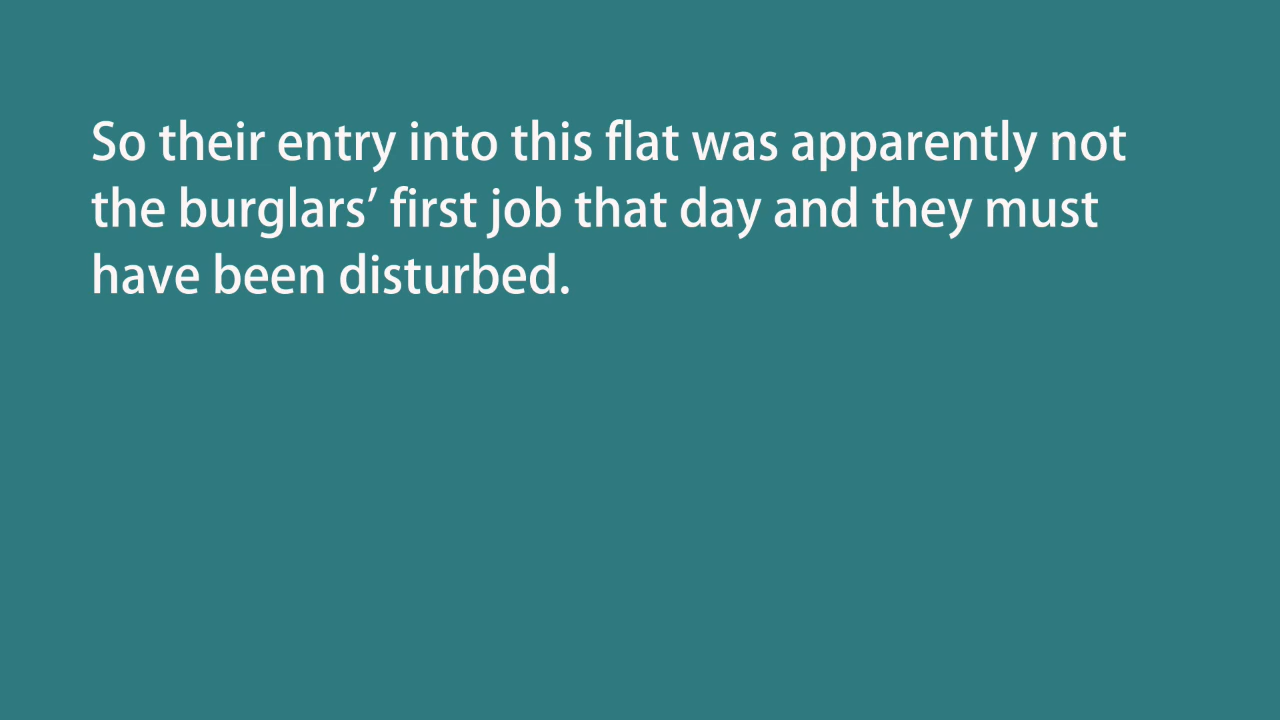 So their entry into this flat was apparently not
the burglars’ first job that day and they must
have been disturbed.